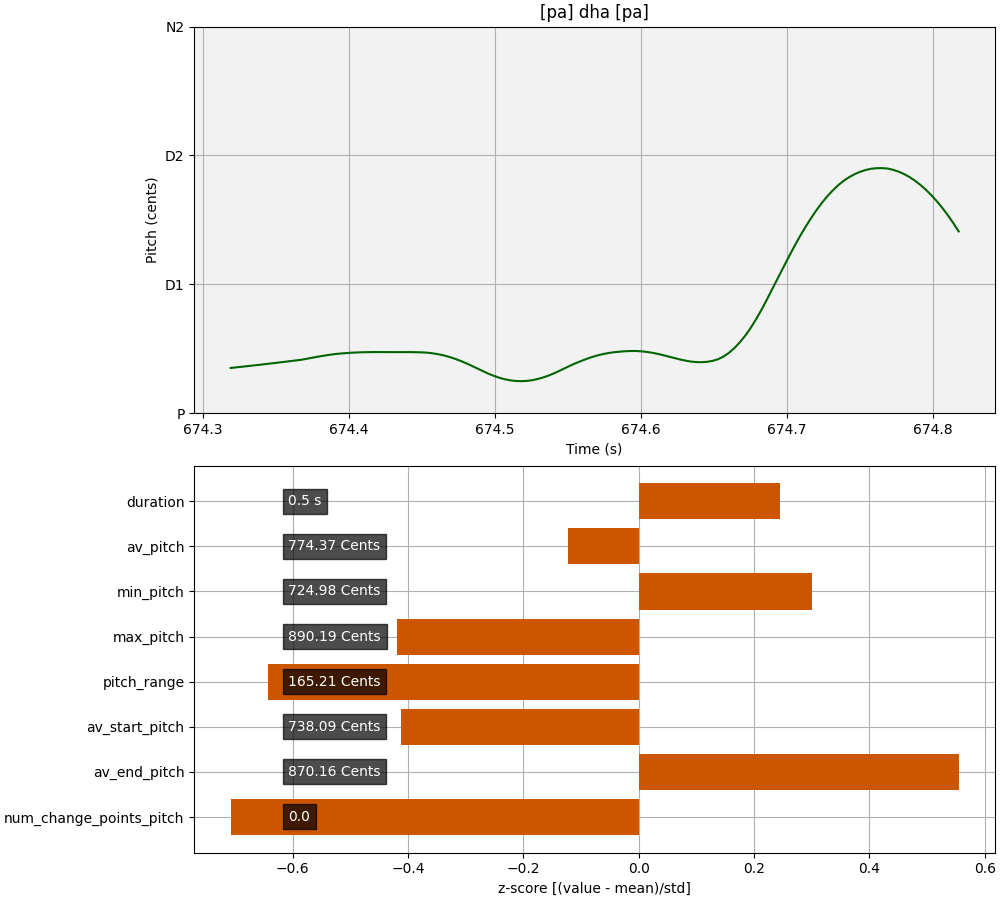 [pa] dha [pa]
N2
D2
D1
P
Pitch (cents)
674.3 674.4 674.5 674.6 674.7 674.8
Time (s)
duration 0.5 s
av_pitch 774.37 Cents
min_pitch 724.98 Cents
max_pitch 890.19 Cents
pitch_range 165.21 Cents
av_start_pitch 738.09 Cents
av_end_pitch 870.16 Cents
num_change_points_pitch 0.0
−0.6 −0.4 −0.2 0.0 0.2 0.4 0.6
z-score [(value - mean)/std]